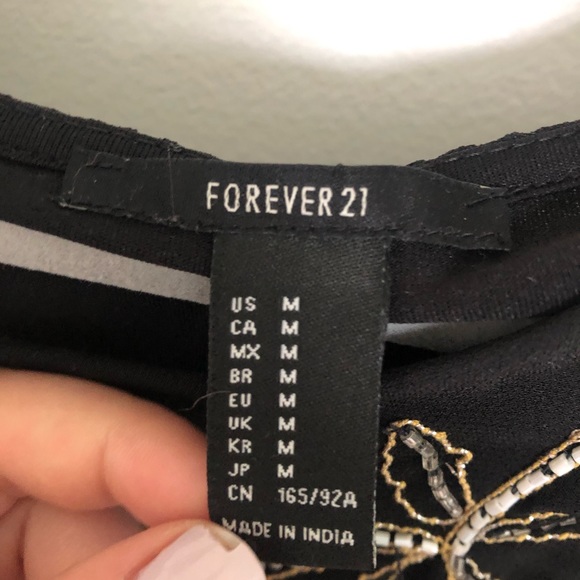 FOREVER 21
US M
CA M
MX M
BR M
EU M
UK M
KR M
JP M
CN 165/92A
MADE IN INDIA